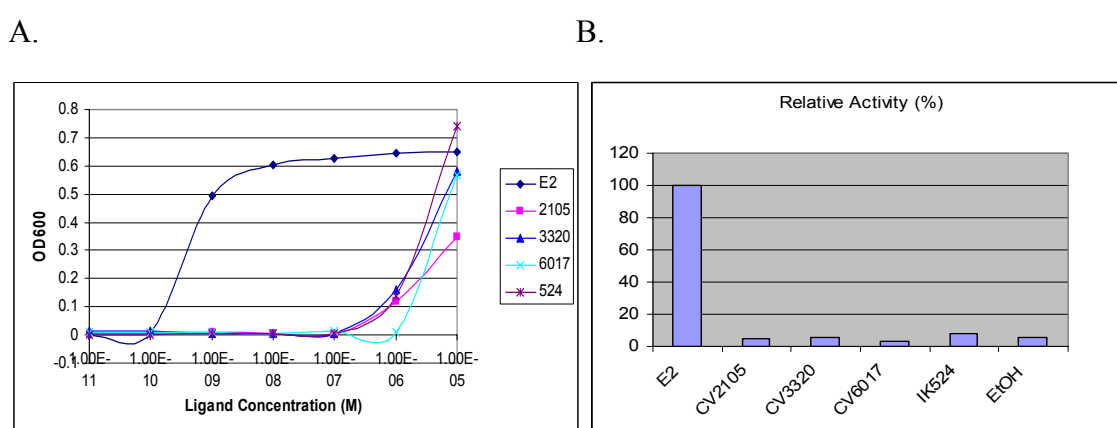 A.
B.
0.8
0.7
0.6
0.5
0.4
0.3
0.2
0.1
0
-0.1
OD600
1.00E- 1.00E- 1.00E- 1.00E- 1.00E- 1.00E- 1.00E-
11 10 09 08 07 06 05
Ligand Concentration (M)
E2
2105
3320
6017
524
Relative Activity (%)
120
100
80
60
40
20
0
E2
CV2105
CV3320
CV6017
IK524
EtOH